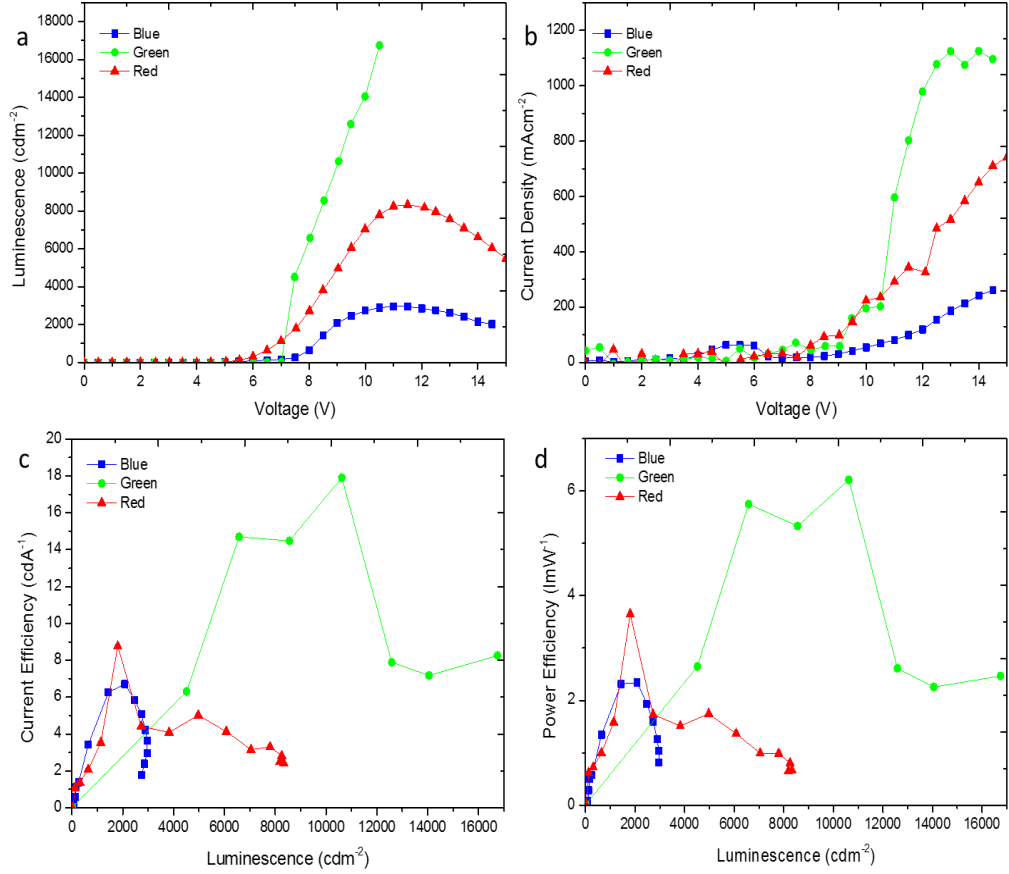 a
Blue
Green
Red
18000
16000
14000
12000
10000
8000
6000
4000
2000
0
Luminescence (cdm⁻²)
0 2 4 6 8 10 12 14
Voltage (V)
b
Blue
Green
Red
1200
1000
800
600
400
200
0
Current Density (mAcm⁻²)
0 2 4 6 8 10 12 14
Voltage (V)
c
Blue
Green
Red
20
18
16
14
12
10
8
6
4
2
0
Current Efficiency (cdA⁻¹)
0 2000 4000 6000 8000 10000 12000 14000 16000
Luminescence (cdm⁻²)
d
Blue
Green
Red
6
4
2
0
Power Efficiency (lmW⁻¹)
0 2000 4000 6000 8000 10000 12000 14000 16000
Luminescence (cdm⁻²)